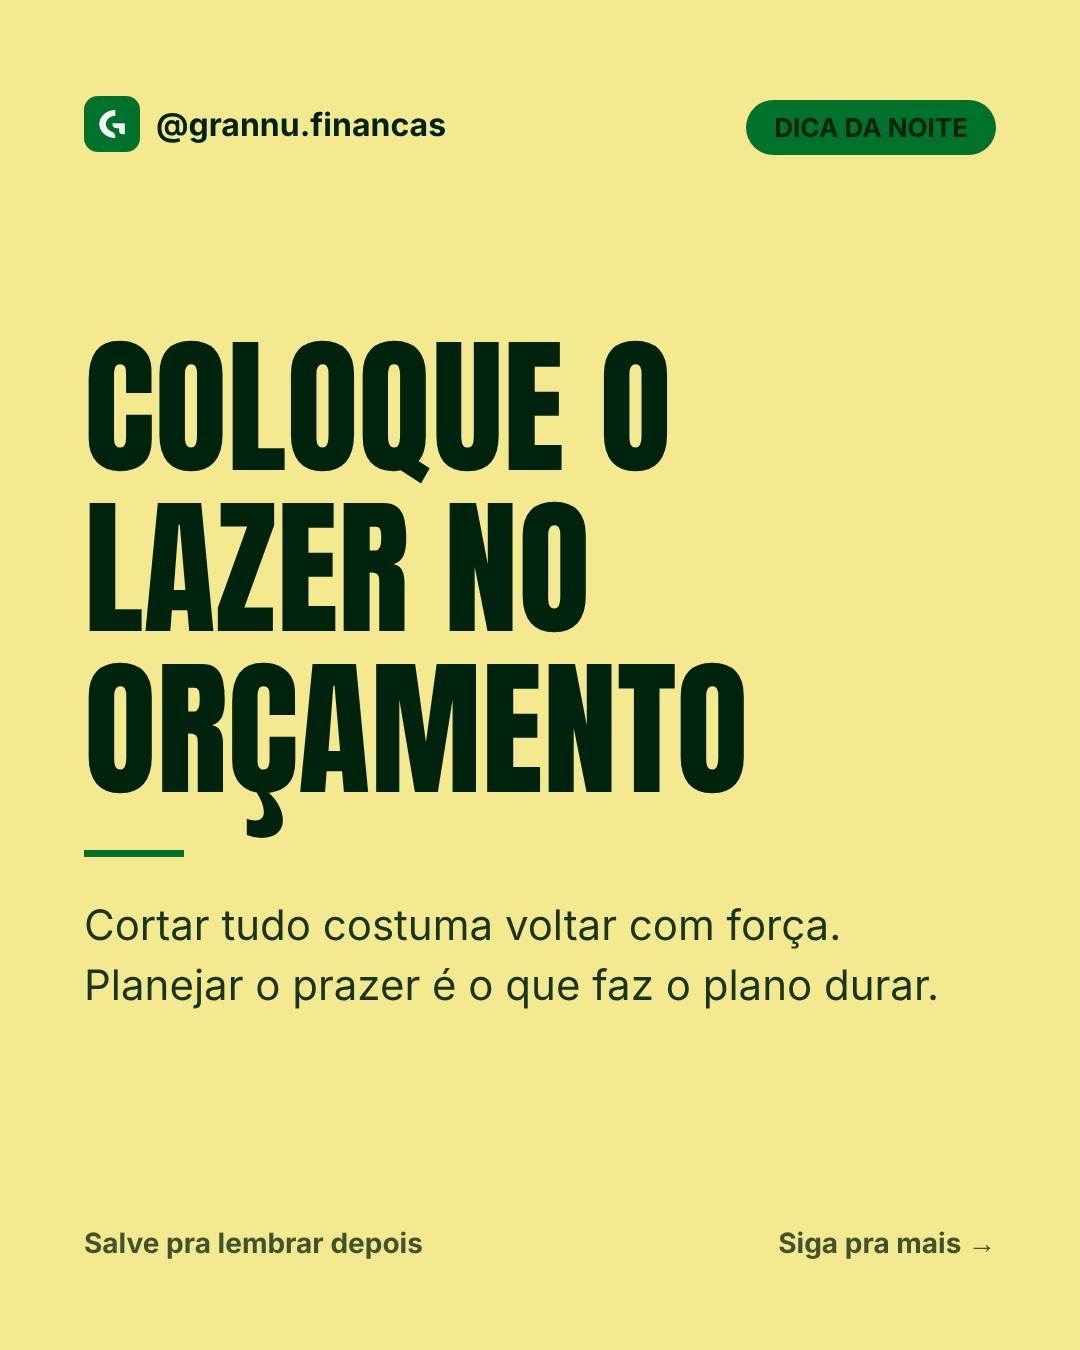 @grannu.financas
DICA DA NOITE
COLOQUE O
LAZER NO
ORÇAMENTO
Cortar tudo costuma voltar com força.
Planejar o prazer é o que faz o plano durar.
Salve pra lembrar depois
Siga pra mais →